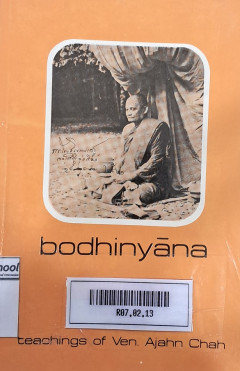 bodhinyāna
hool
R07.02.13
teachings of Ven. Ajahn Chah